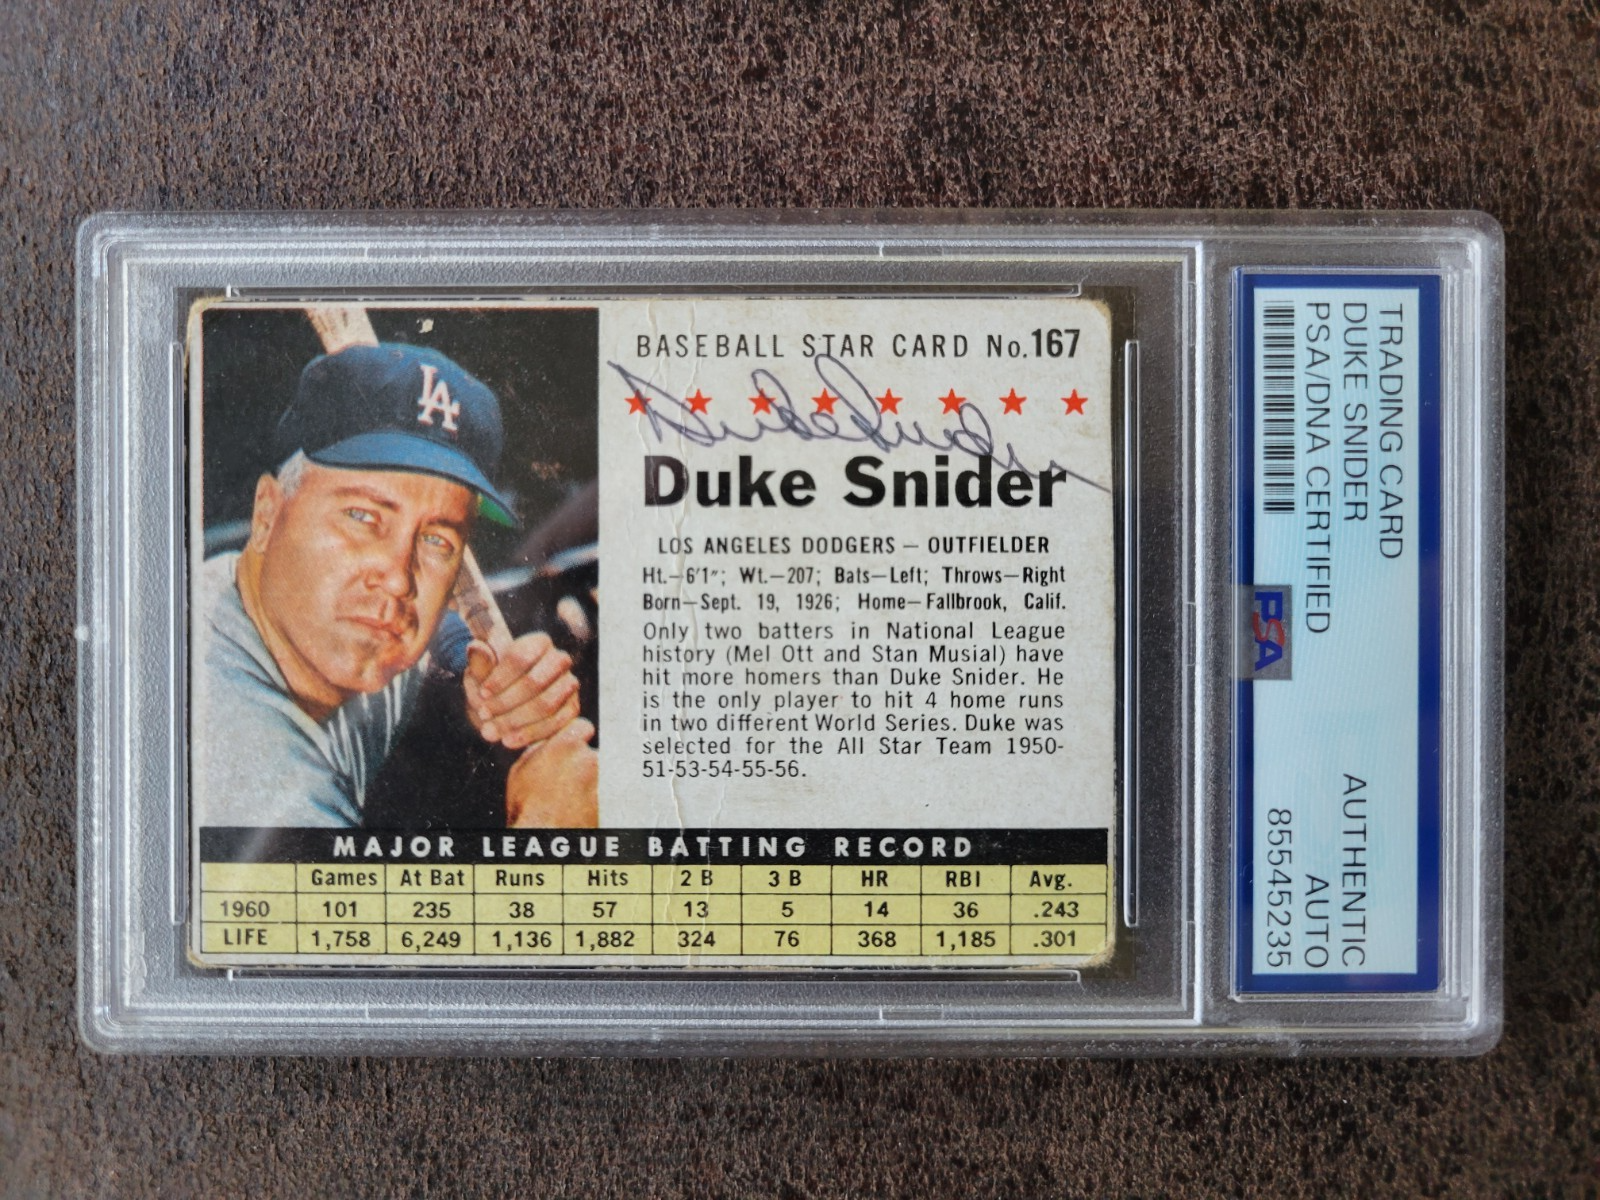 LA
BASEBALL STAR CARD No.167
Duke Snider
Duke Snider
LOS ANGELES DODGERS — OUTFIELDER
Ht.—6'1"; Wt.—207; Bats—Left; Throws—Right
Born—Sept. 19, 1926; Home—Fallbrook, Calif.
Only two batters in National League
history (Mel Ott and Stan Musial) have
hit more homers than Duke Snider. He
is the only player to hit 4 home runs
in two different World Series. Duke was
selected for the All Star Team 1950-
51-53-54-55-56.
MAJOR LEAGUE BATTING RECORD
Games At Bat Runs Hits 2 B 3 B HR RBI Avg.
1960 101 235 38 57 13 5 14 36 .243
LIFE 1,758 6,249 1,136 1,882 324 76 368 1,185 .301
TRADING CARD AUTHENTIC
DUKE SNIDER AUTO
PSA/DNA CERTIFIED 85545235
PSA